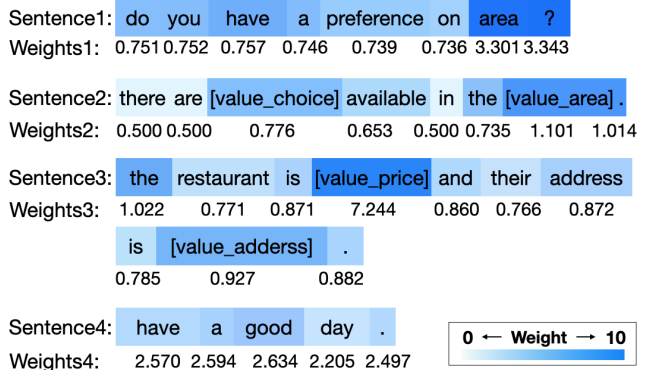 Sentence1: do you have a preference on area ?
Weights1: 0.751 0.752 0.757 0.746 0.739 0.736 3.301 3.343
Sentence2: there are [value_choice] available in the [value_area] .
Weights2: 0.500 0.500 0.776 0.653 0.500 0.735 1.101 1.014
Sentence3: the restaurant is [value_price] and their address
Weights3: 1.022 0.771 0.871 7.244 0.860 0.766 0.872
is [value_adderss] .
0.785 0.927 0.882
Sentence4: have a good day .
Weights4: 2.570 2.594 2.634 2.205 2.497
0 ← Weight → 10